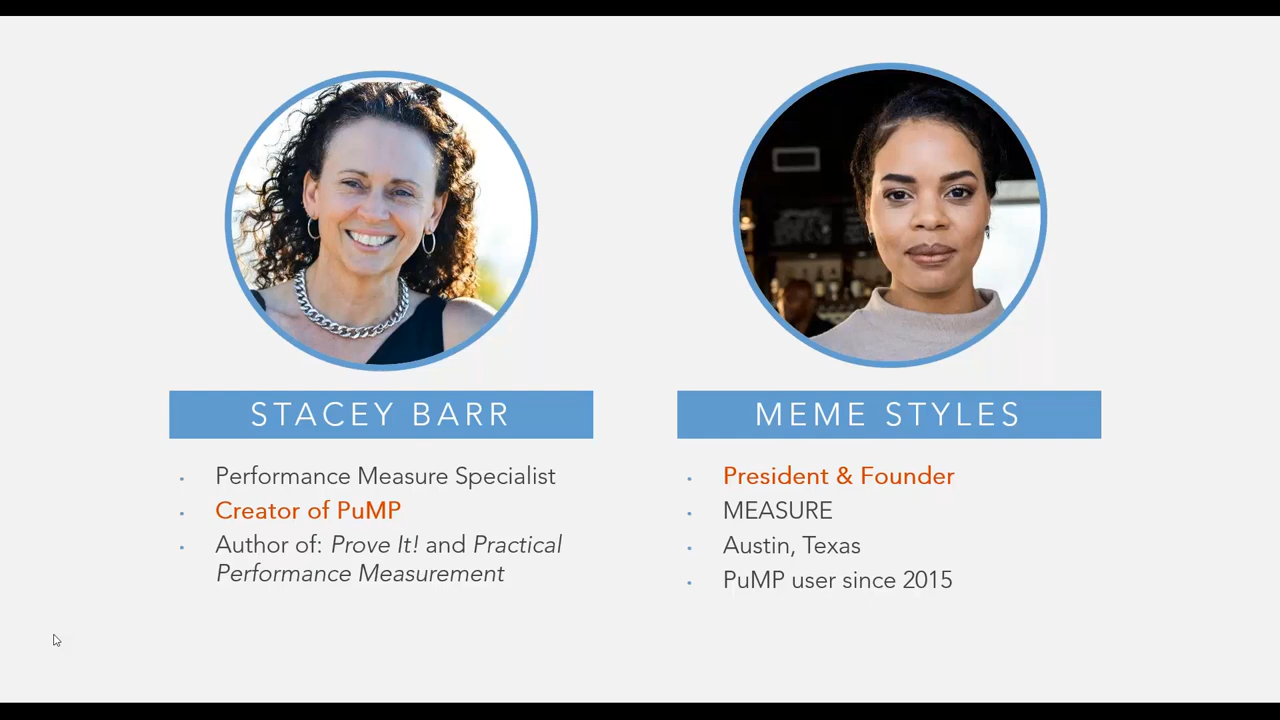 STACEY BARR
Performance Measure Specialist
Creator of PuMP
Author of: Prove It! and Practical
Performance Measurement
MEME STYLES
President & Founder
MEASURE
Austin, Texas
PuMP user since 2015